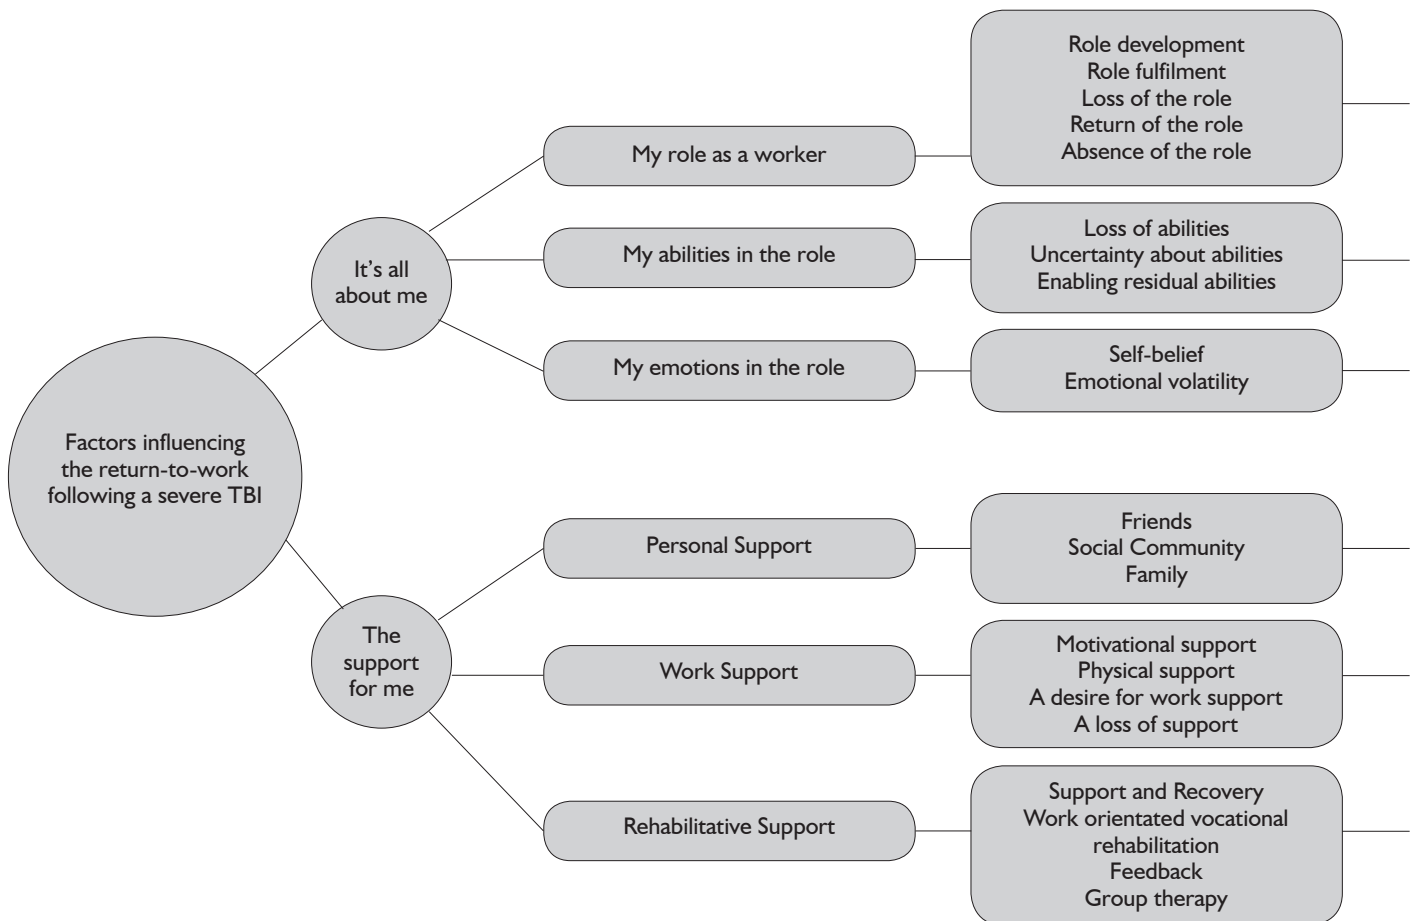 Factors influencing
the return-to-work
following a severe TBI
It's all
about me
My role as a worker
Role development
Role fulfilment
Loss of the role
Return of the role
Absence of the role
My abilities in the role
Loss of abilities
Uncertainty about abilities
Enabling residual abilities
My emotions in the role
Self-belief
Emotional volatility
The
support
for me
Personal Support
Friends
Social Community
Family
Work Support
Motivational support
Physical support
A desire for work support
A loss of support
Rehabilitative Support
Support and Recovery
Work orientated vocational
rehabilitation
Feedback
Group therapy